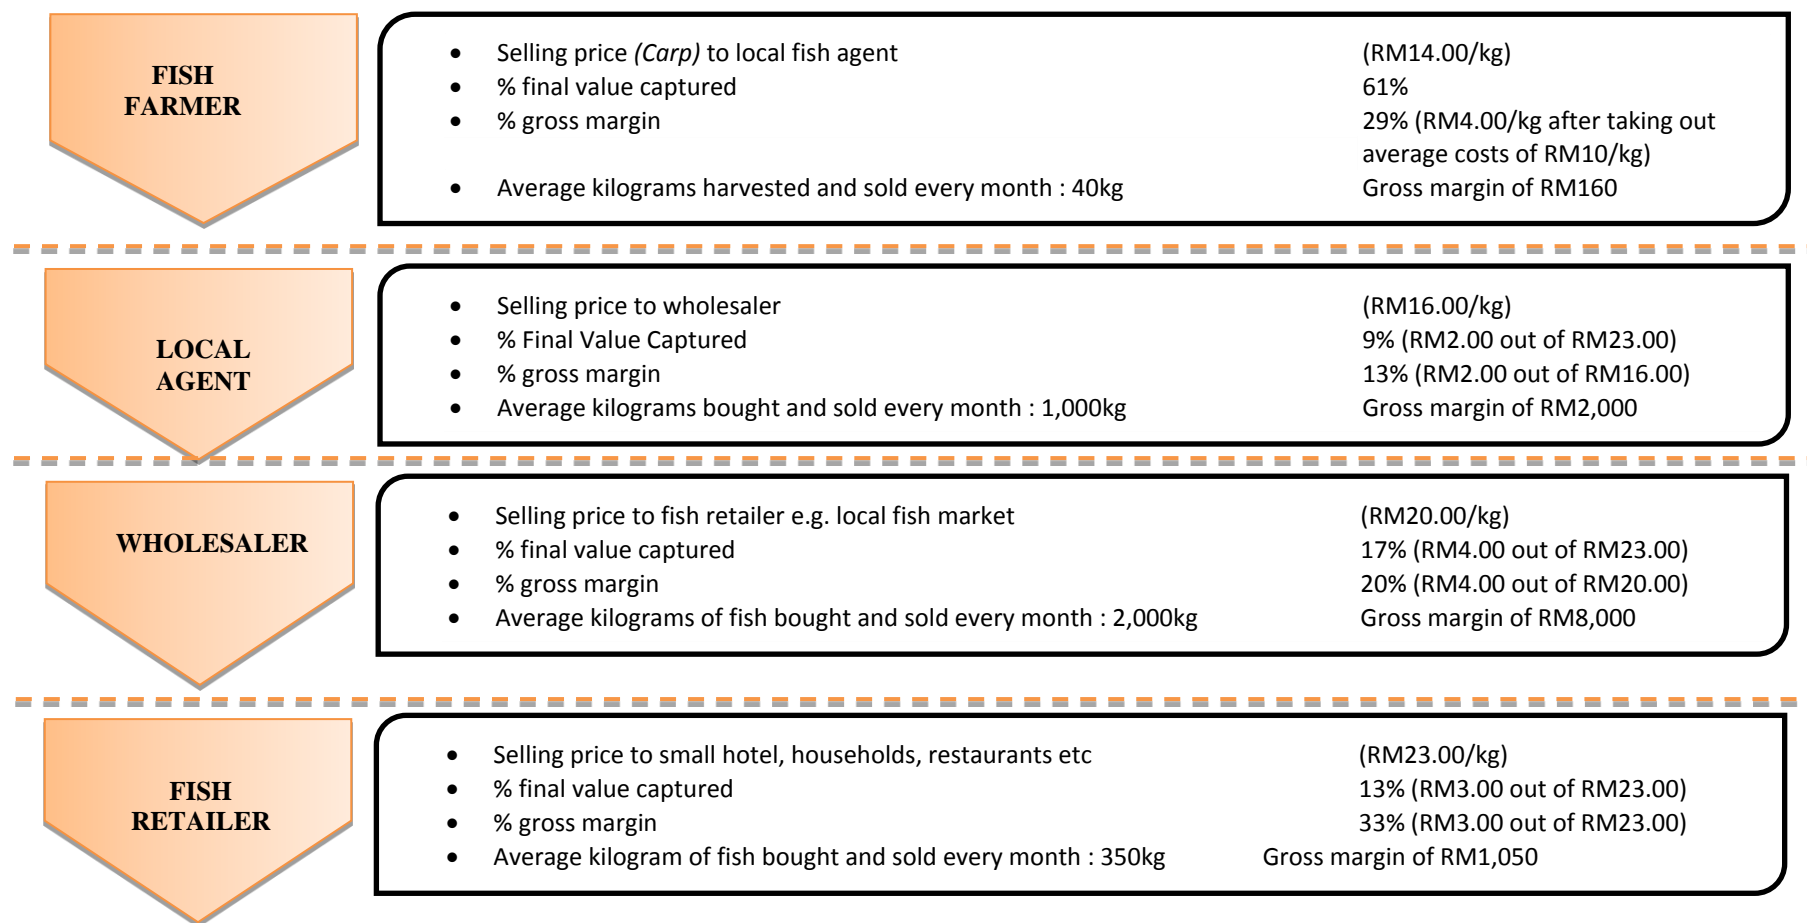 FISH
FARMER
• Selling price (Carp) to local fish agent (RM14.00/kg)
• % final value captured 61%
• % gross margin 29% (RM4.00/kg after taking out
average costs of RM10/kg)
• Average kilograms harvested and sold every month : 40kg Gross margin of RM160
LOCAL
AGENT
• Selling price to wholesaler (RM16.00/kg)
• % Final Value Captured 9% (RM2.00 out of RM23.00)
• % gross margin 13% (RM2.00 out of RM16.00)
• Average kilograms bought and sold every month : 1,000kg Gross margin of RM2,000
WHOLESALER
• Selling price to fish retailer e.g. local fish market (RM20.00/kg)
• % final value captured 17% (RM4.00 out of RM23.00)
• % gross margin 20% (RM4.00 out of RM20.00)
• Average kilograms of fish bought and sold every month : 2,000kg Gross margin of RM8,000
FISH
RETAILER
• Selling price to small hotel, households, restaurants etc (RM23.00/kg)
• % final value captured 13% (RM3.00 out of RM23.00)
• % gross margin 33% (RM3.00 out of RM23.00)
• Average kilogram of fish bought and sold every month : 350kg Gross margin of RM1,050